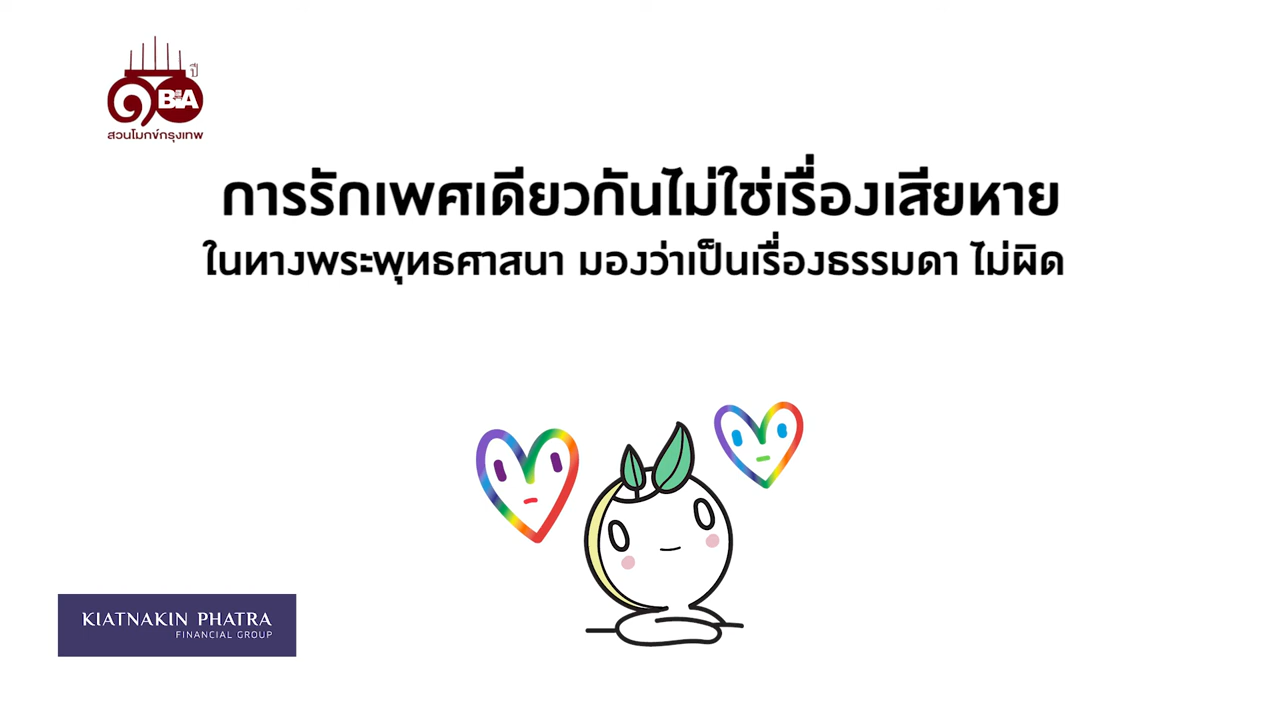 ปี
๑๐
BIA
สวนโมกข์กรุงเทพ
การรักเพศเดียวกันไม่ใช่เรื่องเสียหาย
ในทางพระพุทธศาสนา มองว่าเป็นเรื่องธรรมดา ไม่ผิด
KIATNAKIN PHATRA
FINANCIAL GROUP